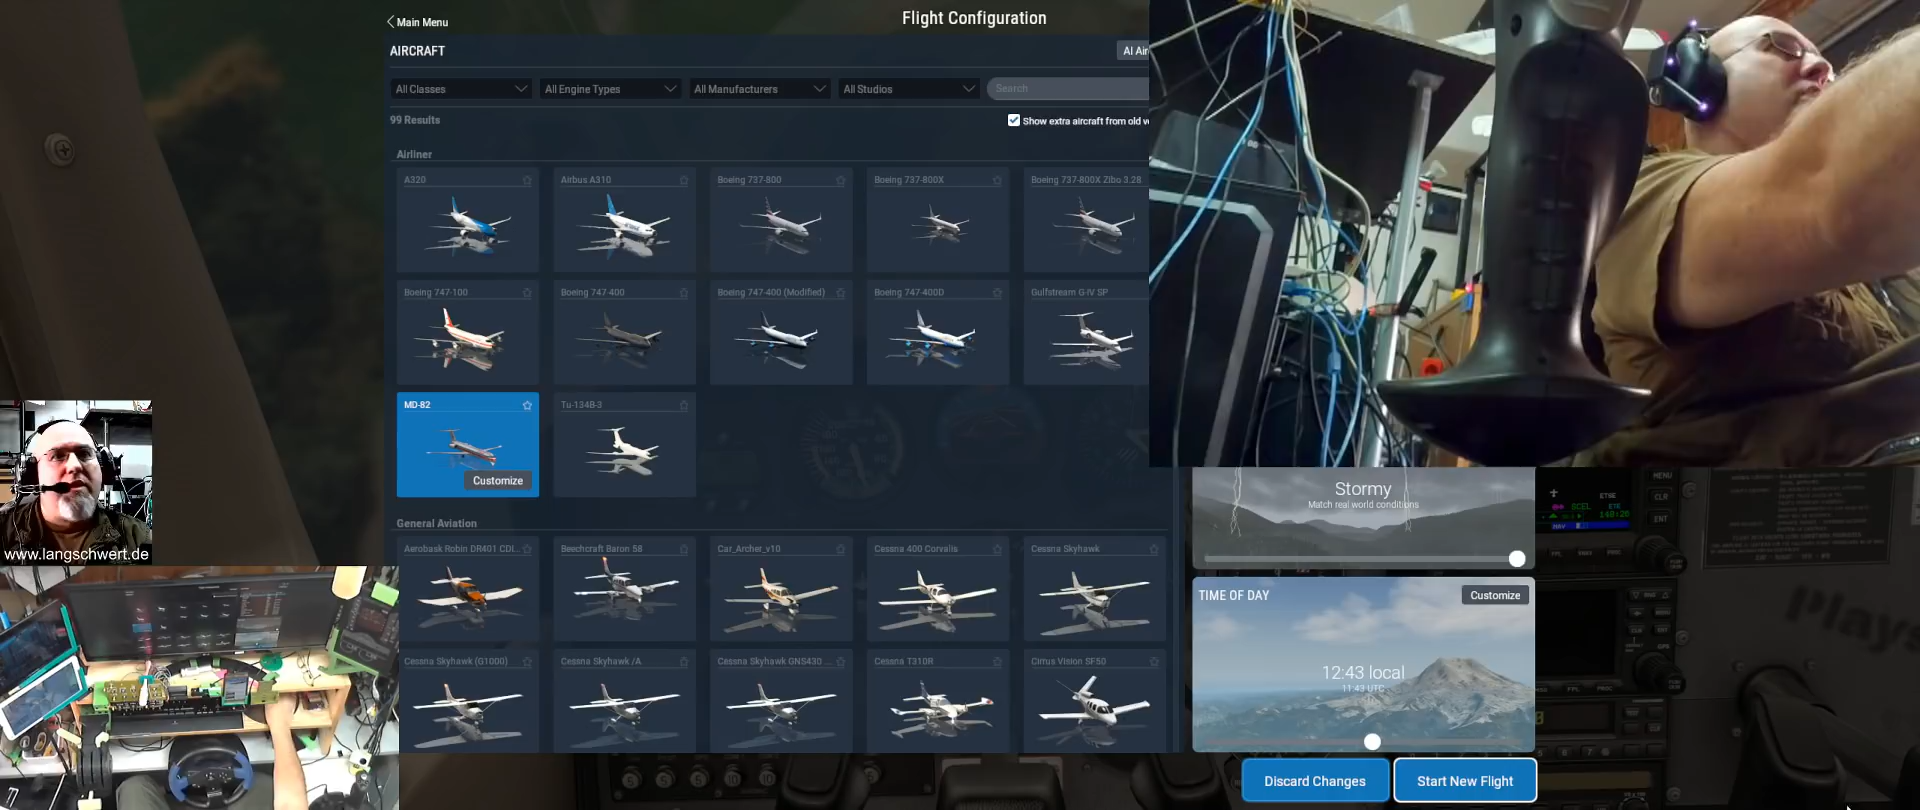 Main Menu
Flight Configuration
AIRCRAFT
AI Air
All Classes
All Engine Types
All Manufacturers
All Studios
Search
99 Results
Show extra aircraft from old ve
Airliner
A320
Airbus A310
Boeing 737-800
Boeing 737-800X
Boeing 737-800X Zibo 3.28
Boeing 747-100
Boeing 747-400
Boeing 747-400 (Modified)
Boeing 747-400D
Gulfstream G-IV SP
MD-82
Customize
Tu-134B-3
General Aviation
Aerobask Robin DR401 CDI...
Beechcraft Baron 58
Car_Archer_v10
Cessna 400 Corvalis
Cessna Skyhawk
Cessna Skyhawk (G1000)
Cessna Skyhawk /A
Cessna Skyhawk GNS430 ...
Cessna T310R
Cirrus Vision SF50
Stormy
Match real world conditions
TIME OF DAY
Customize
12:43 local
11:43 UTC
Discard Changes
Start New Flight
www.langschwert.de
MENU
CLR
ENT
Plays